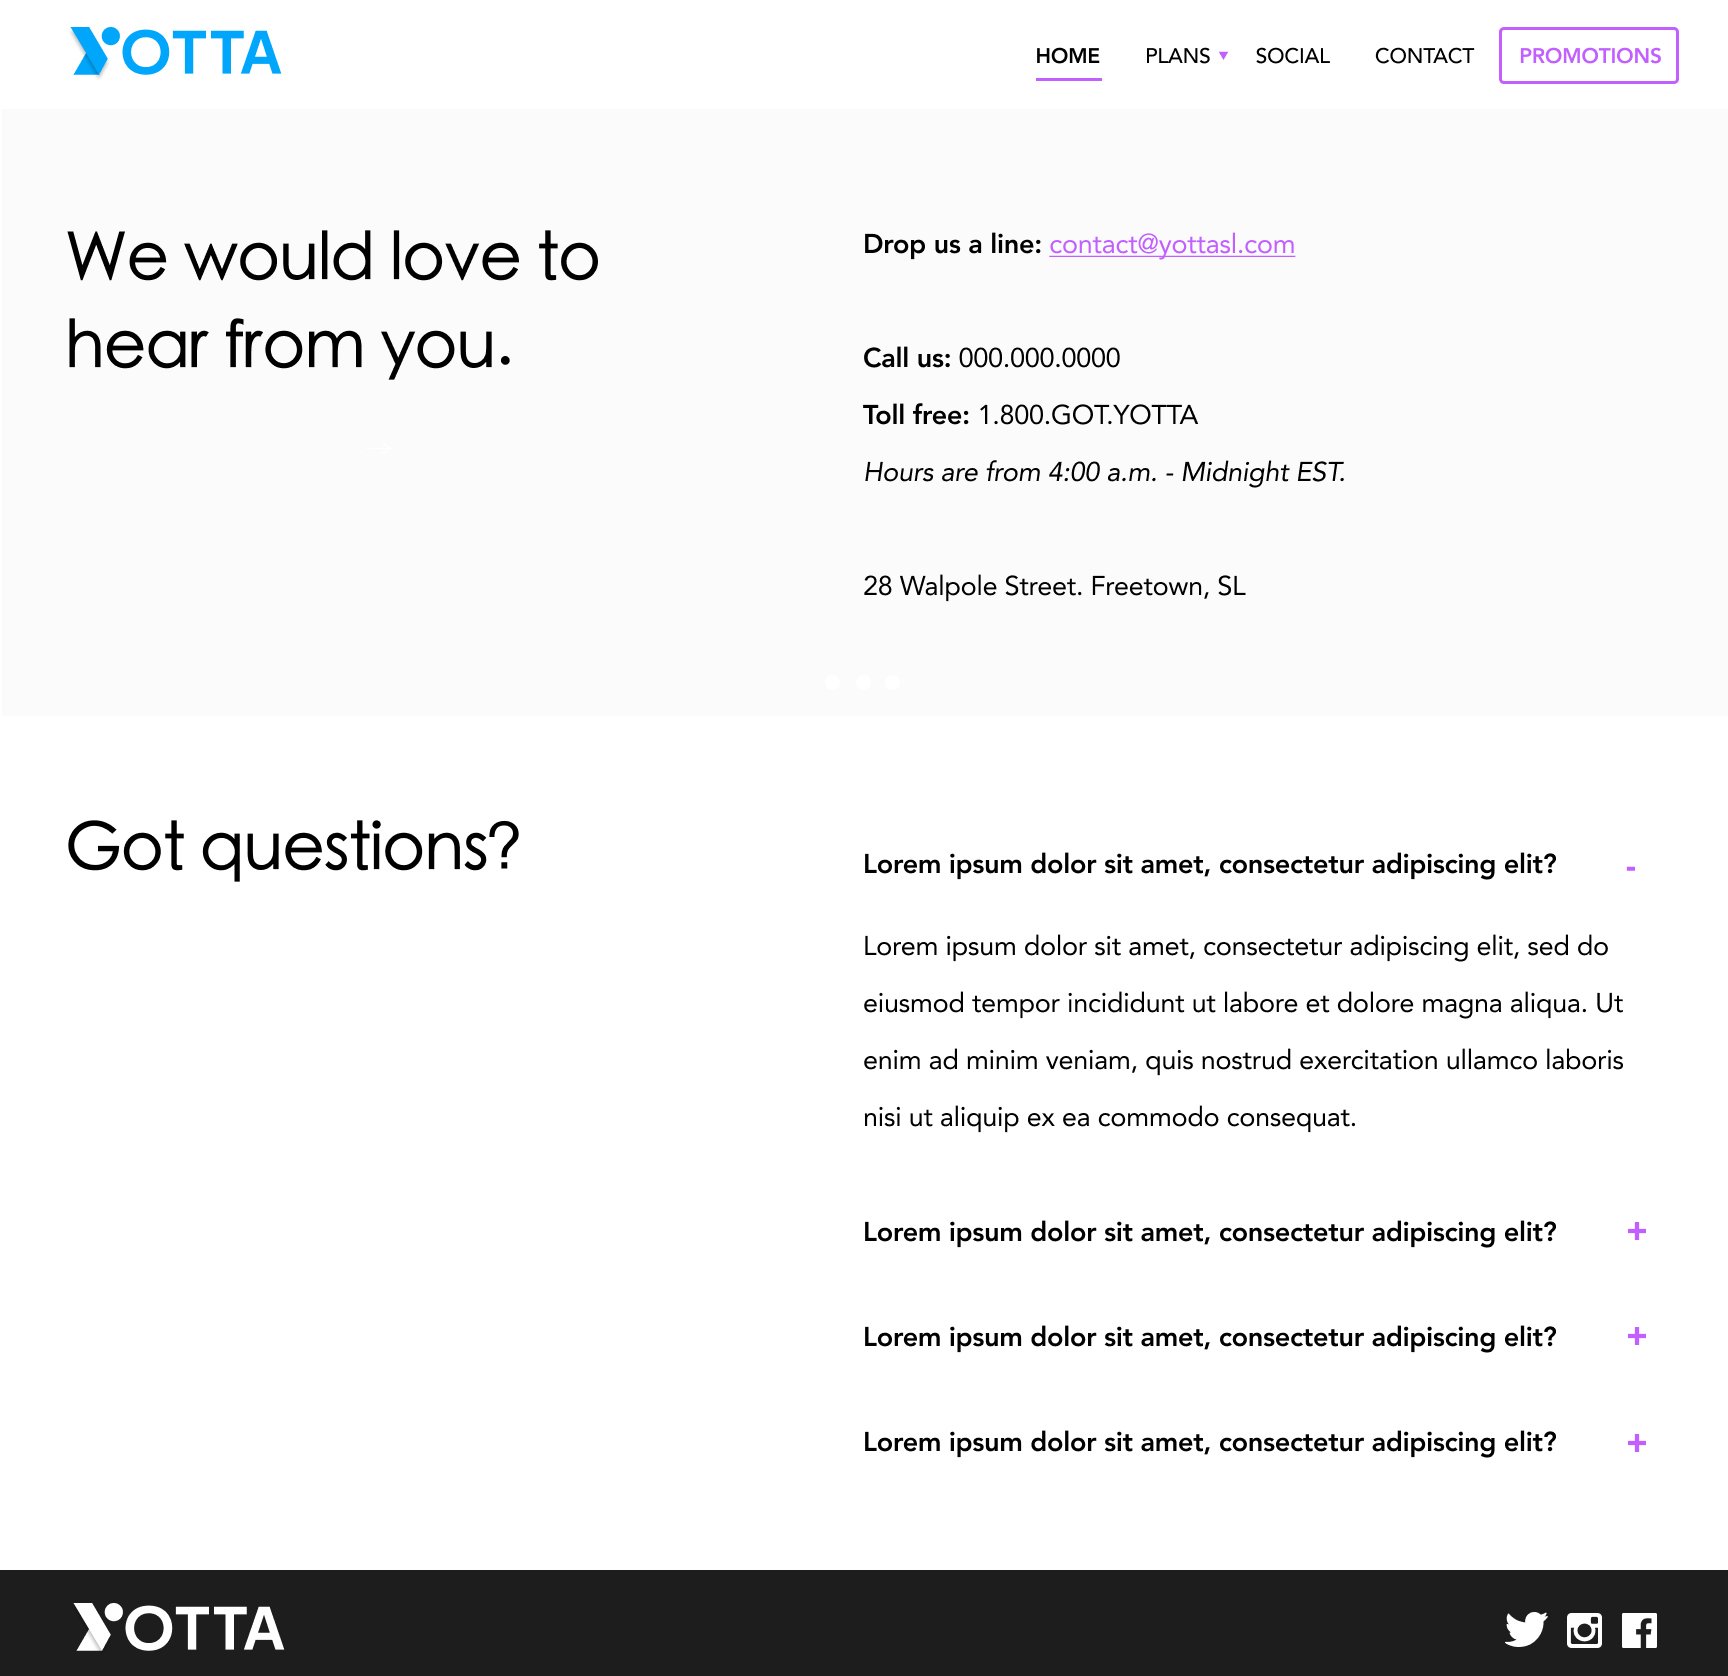 YOTTA
HOME PLANS SOCIAL CONTACT PROMOTIONS
We would love to
hear from you.
Drop us a line: contact@yottasl.com
Call us: 000.000.0000
Toll free: 1.800.GOT.YOTTA
Hours are from 4:00 a.m. - Midnight EST.
28 Walpole Street. Freetown, SL
Got questions?
Lorem ipsum dolor sit amet, consectetur adipiscing elit? -
Lorem ipsum dolor sit amet, consectetur adipiscing elit, sed do
eiusmod tempor incididunt ut labore et dolore magna aliqua. Ut
enim ad minim veniam, quis nostrud exercitation ullamco laboris
nisi ut aliquip ex ea commodo consequat.
Lorem ipsum dolor sit amet, consectetur adipiscing elit? +
Lorem ipsum dolor sit amet, consectetur adipiscing elit? +
Lorem ipsum dolor sit amet, consectetur adipiscing elit? +
YOTTA